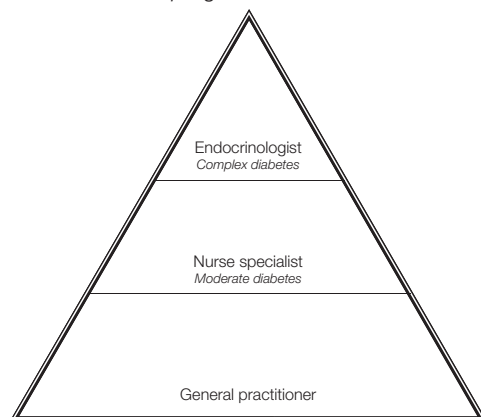 Endocrinologist
Complex diabetes
Nurse specialist
Moderate diabetes
General practitioner